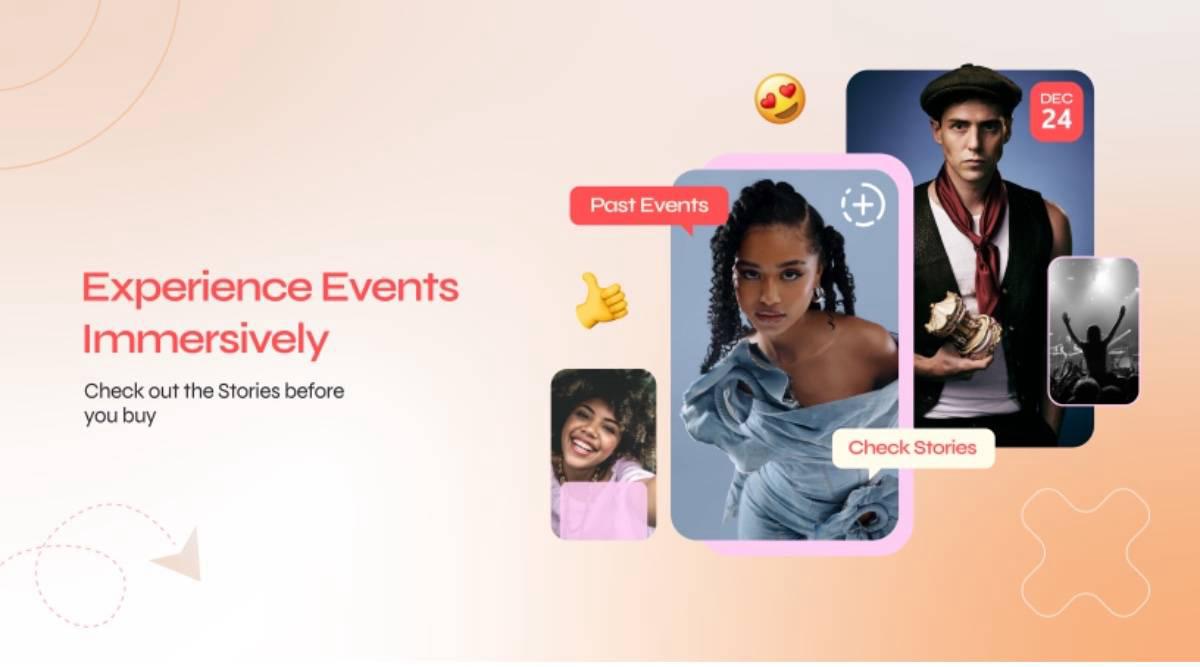 Experience Events
Immersively
Check out the Stories before
you buy
Past Events
DEC
24
Check Stories